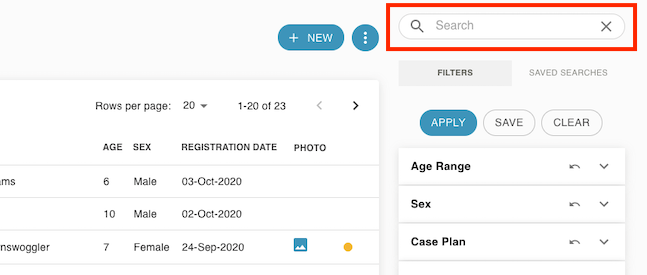 Search
+ NEW
FILTERS SAVED SEARCHES
Rows per page: 20 1-20 of 23
APPLY SAVE CLEAR
AGE SEX REGISTRATION DATE PHOTO
Age Range
ams 6 Male 03-Oct-2020
Sex
10 Male 02-Oct-2020
Case Plan
nswoggler 7 Female 24-Sep-2020